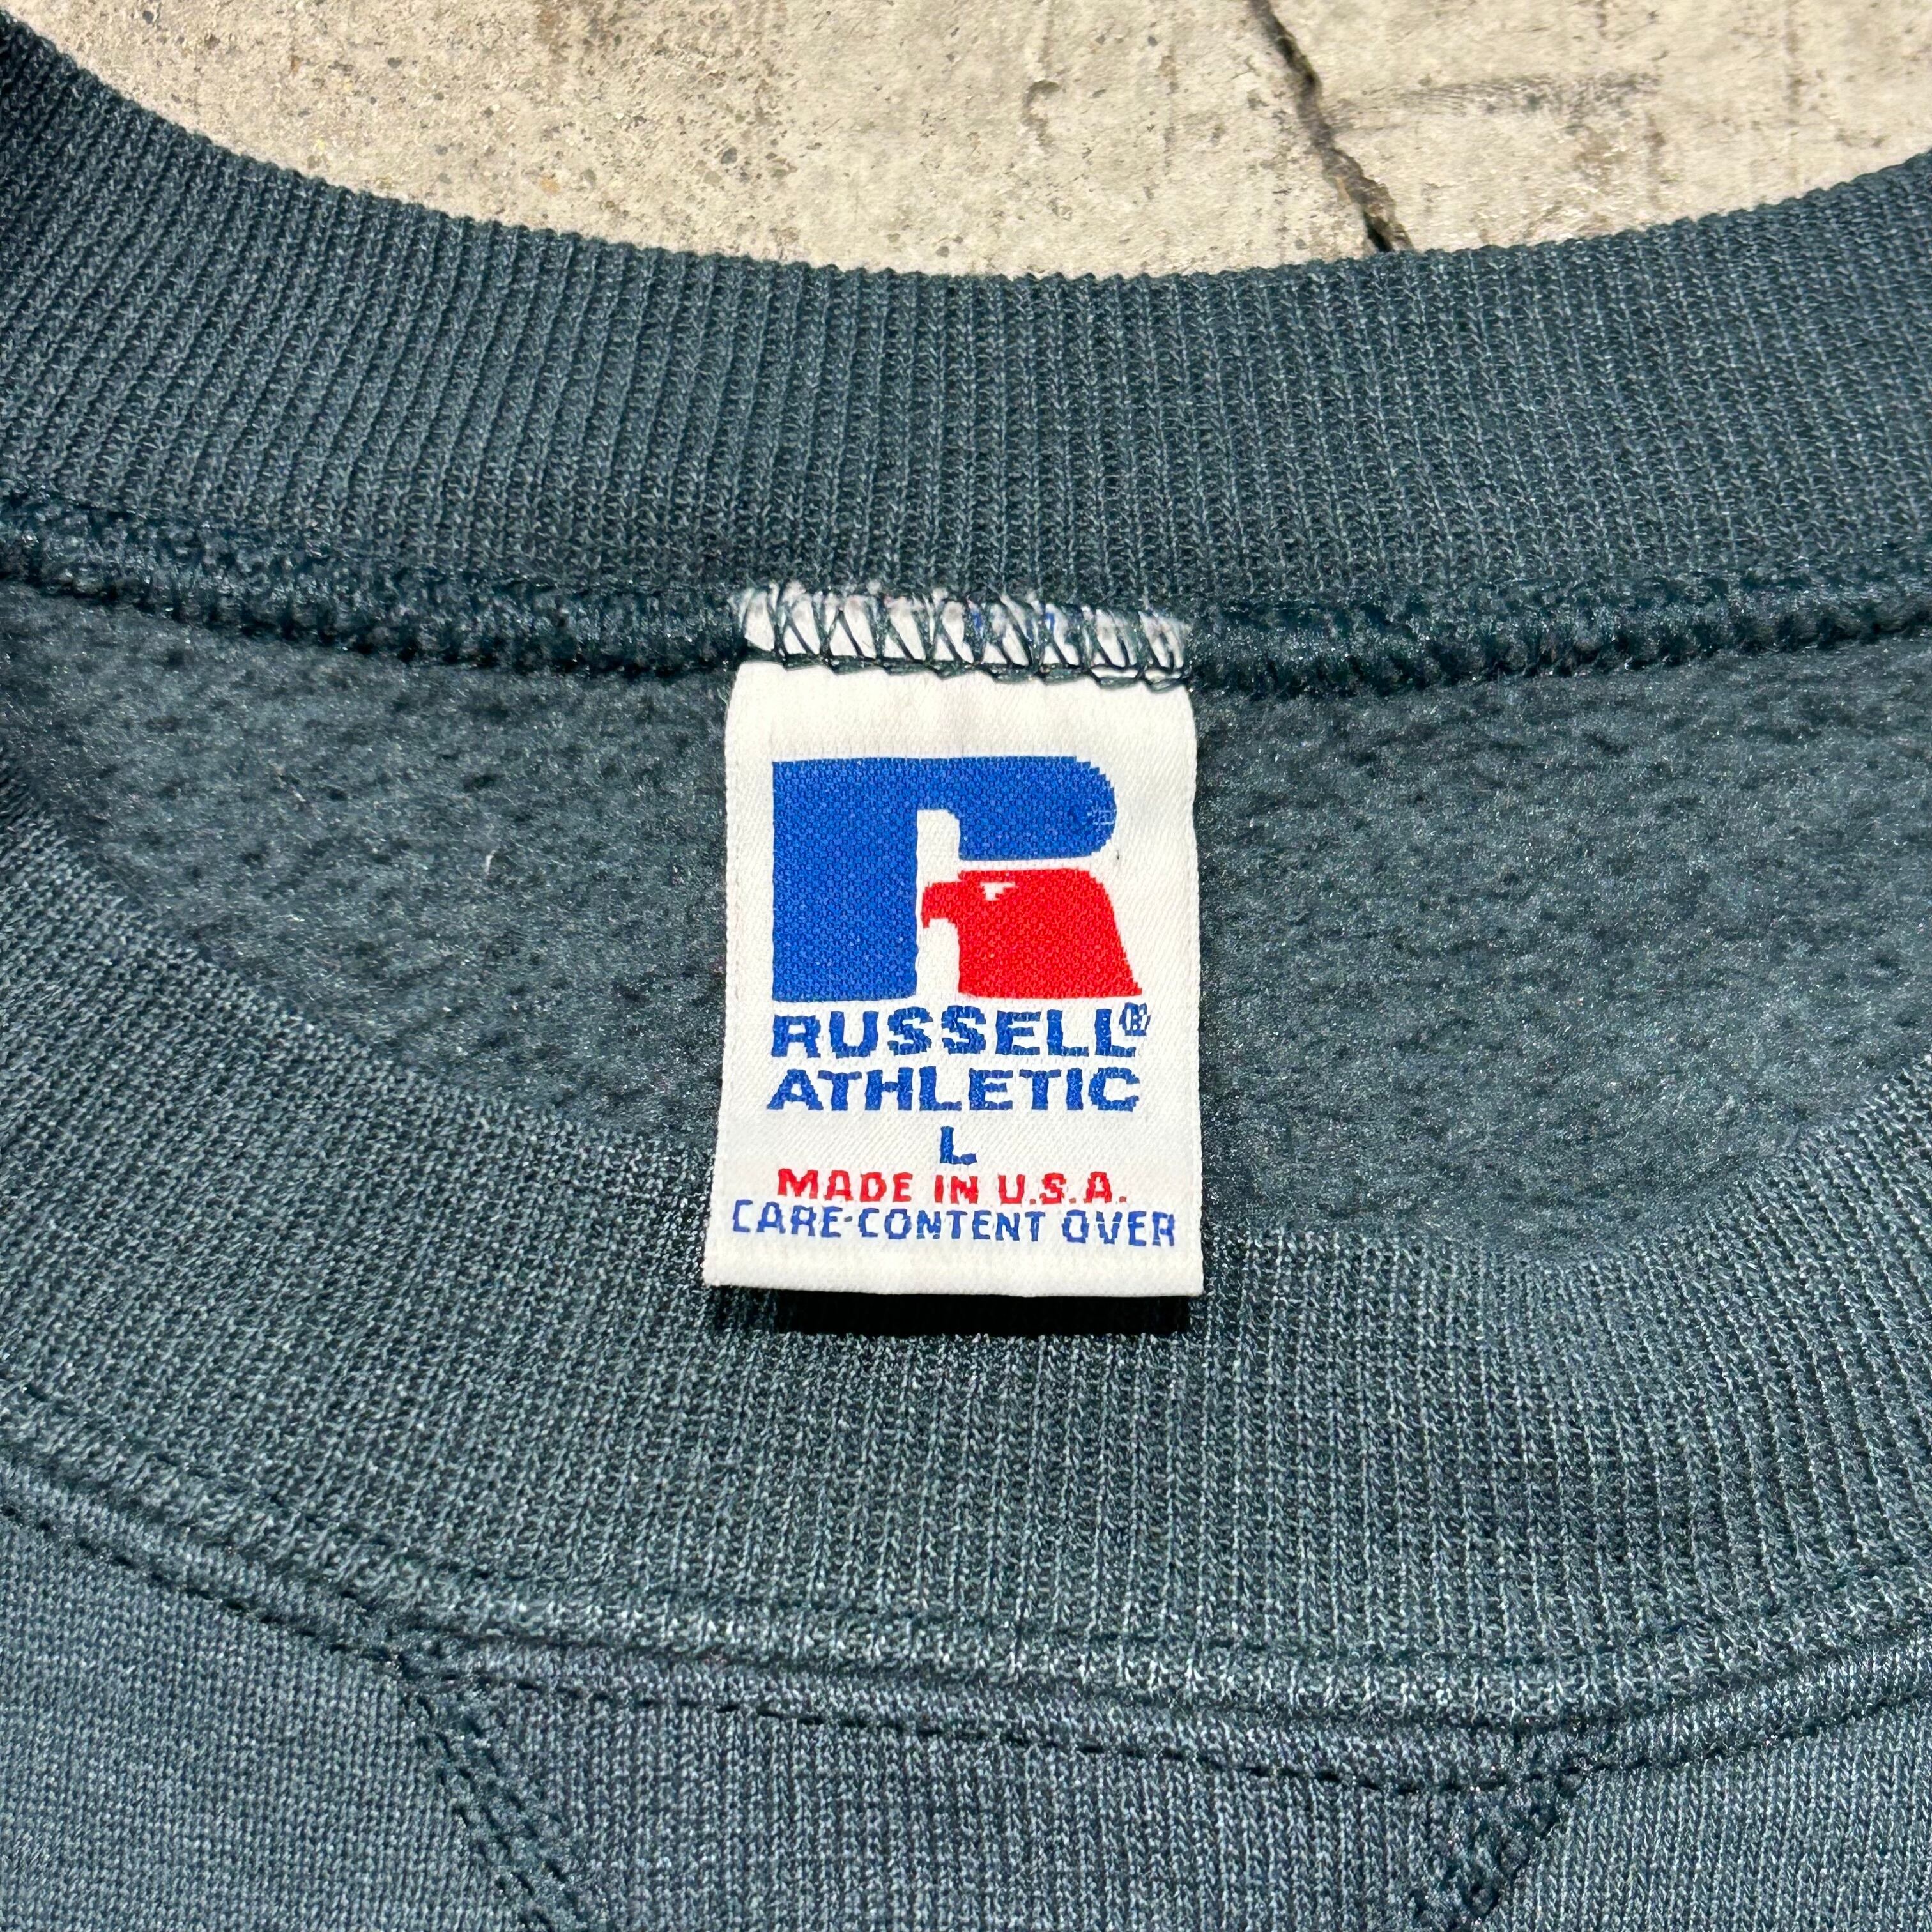 RUSSELL®
ATHLETIC
L
MADE IN U.S.A.
CARE-CONTENT OVER